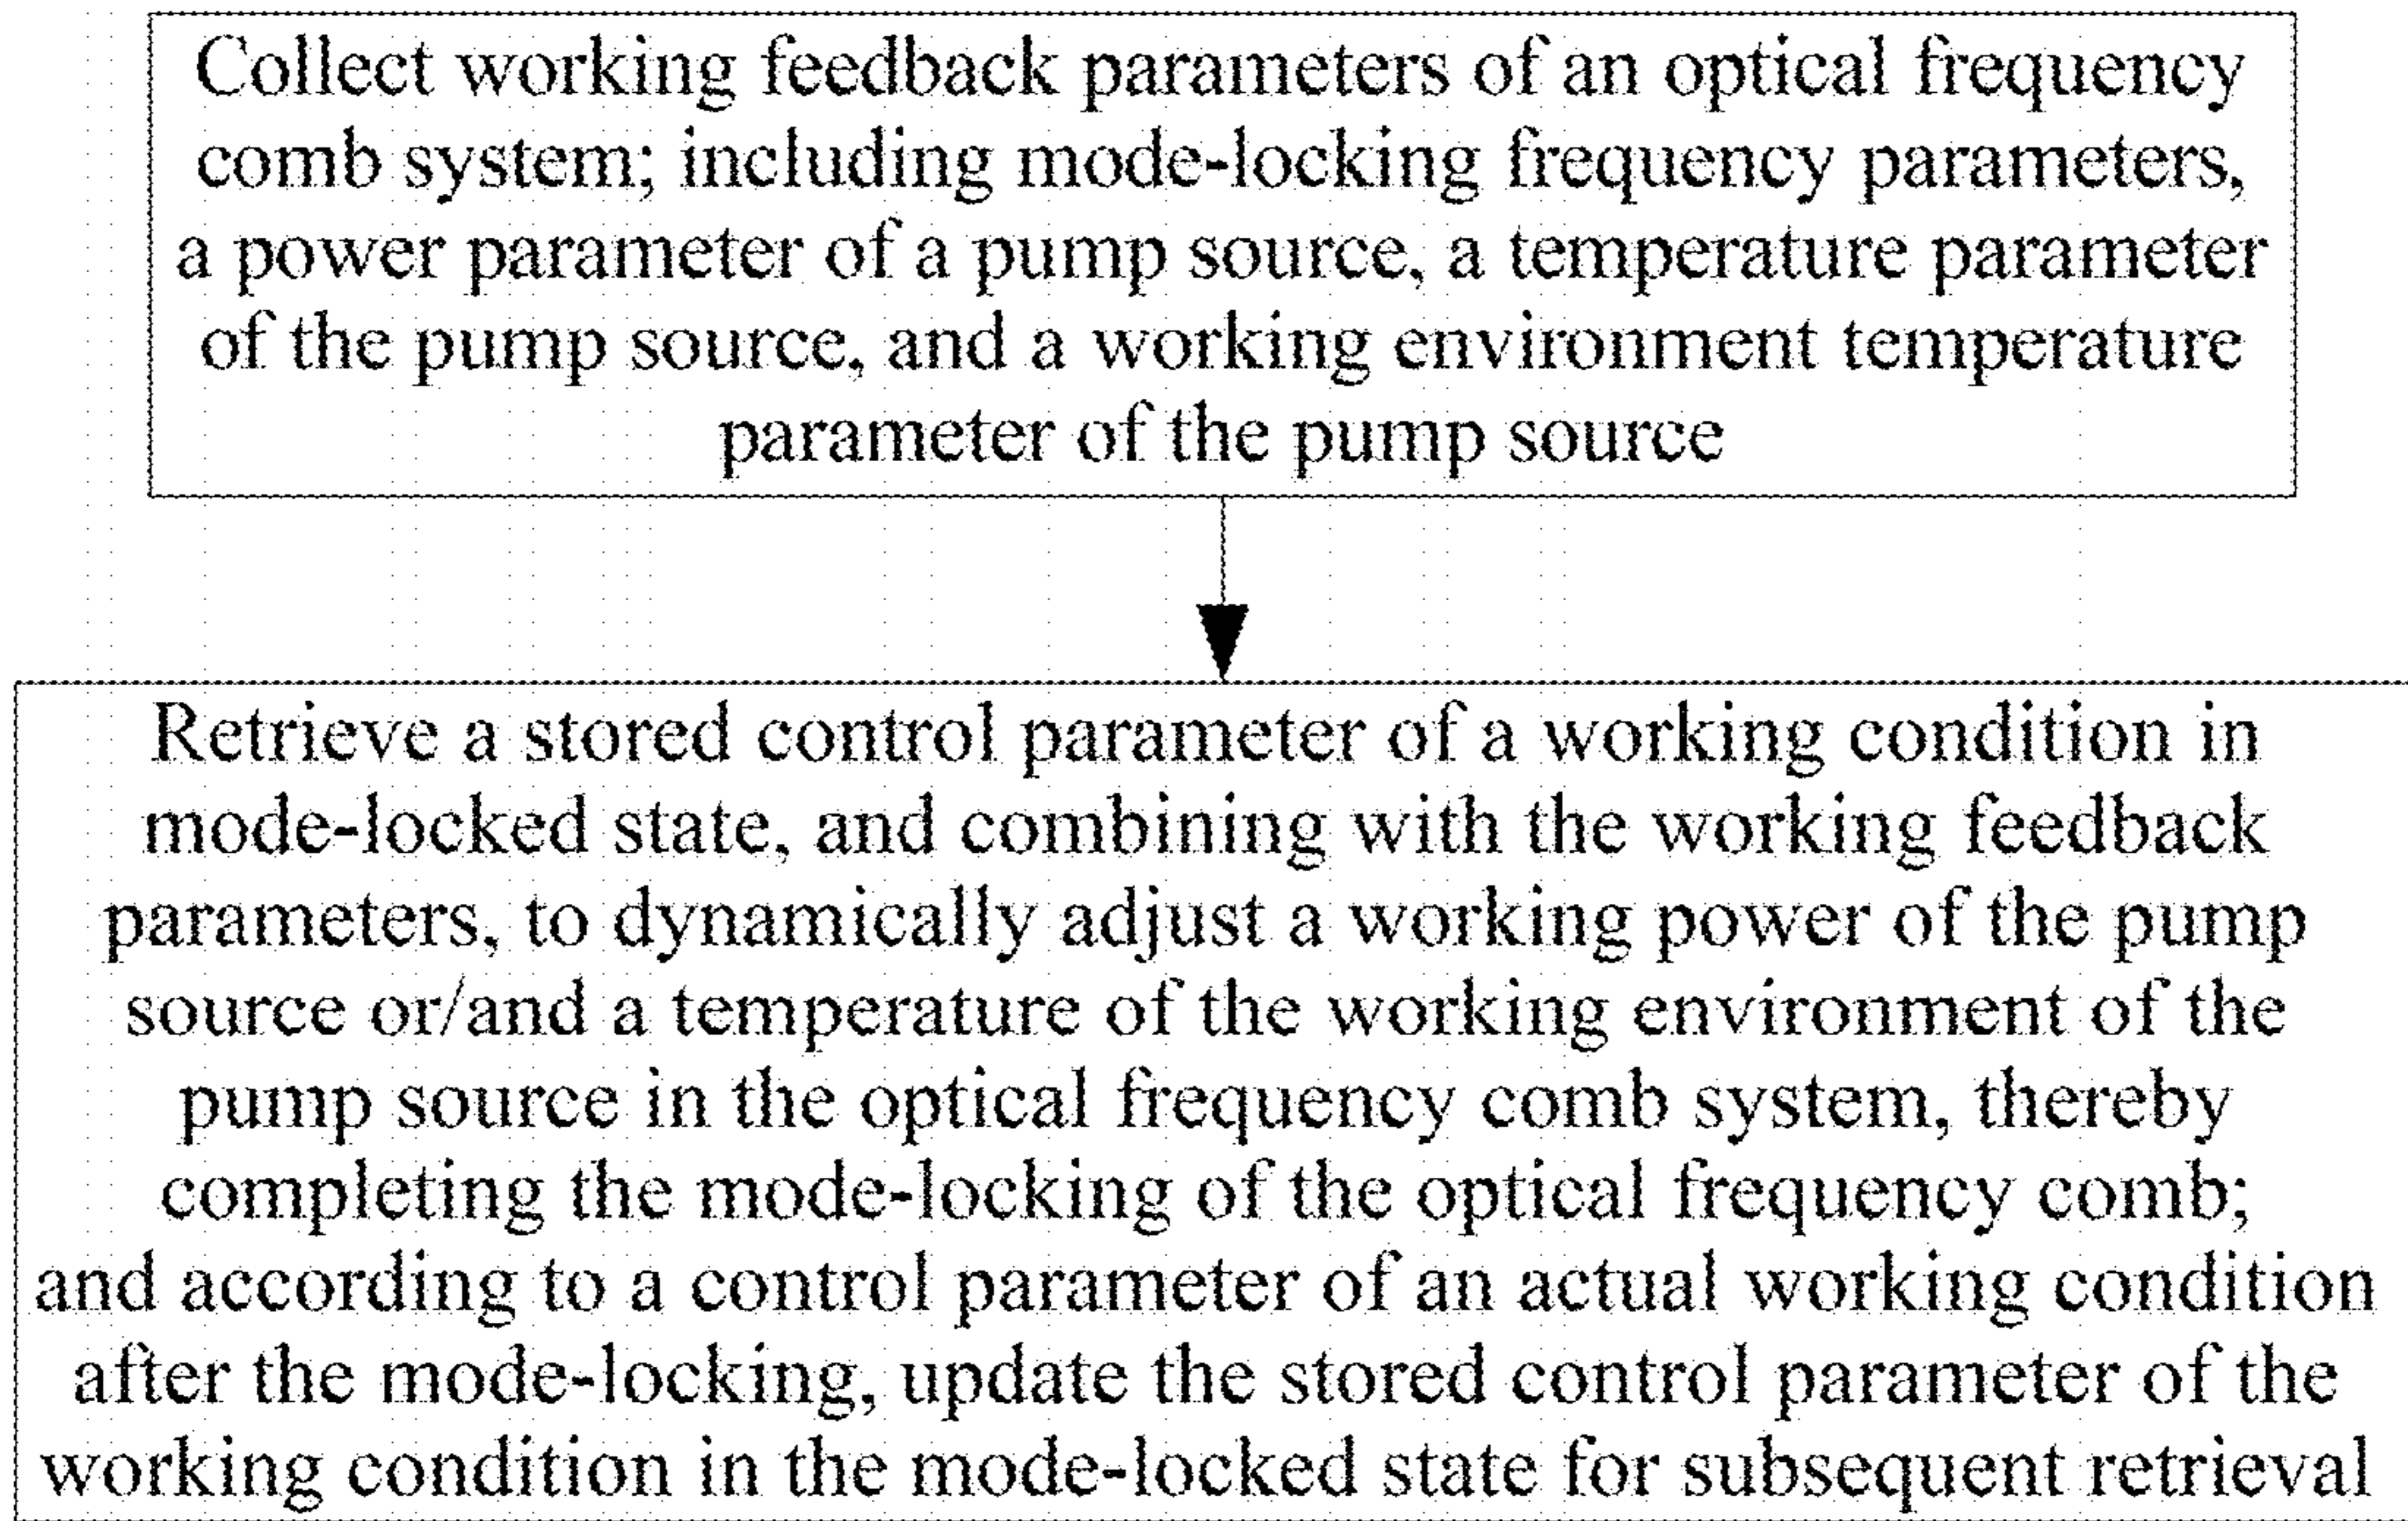 Collect working feedback parameters of an optical frequency
comb system; including mode-locking frequency parameters,
a power parameter of a pump source, a temperature parameter
of the pump source, and a working environment temperature
parameter of the pump source
Retrieve a stored control parameter of a working condition in
mode-locked state, and combining with the working feedback
parameters, to dynamically adjust a working power of the pump
source or/and a temperature of the working environment of the
pump source in the optical frequency comb system, thereby
completing the mode-locking of the optical frequency comb;
and according to a control parameter of an actual working condition
after the mode-locking, update the stored control parameter of the
working condition in the mode-locked state for subsequent retrieval